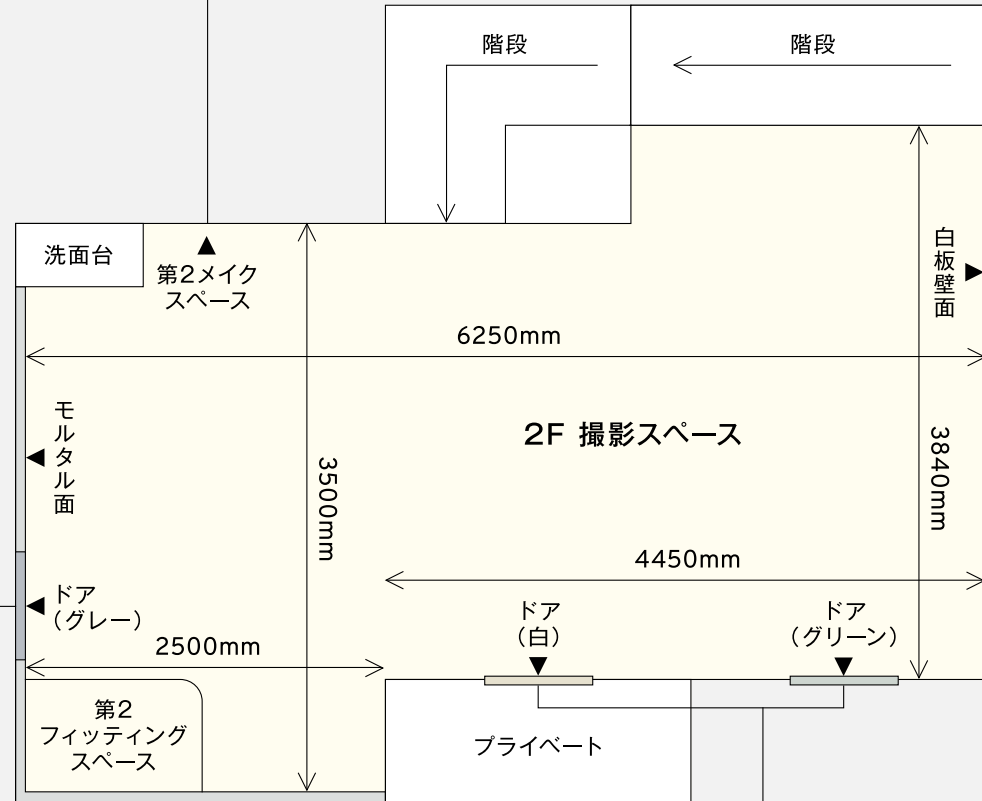 階段
階段
洗面台
第2メイク
スペース
白板壁面
6250mm
モルタル面
2F 撮影スペース
3500mm
3840mm
4450mm
ドア
（グレー）
ドア
（白）
ドア
（グリーン）
2500mm
第2
フィッティング
スペース
プライベート